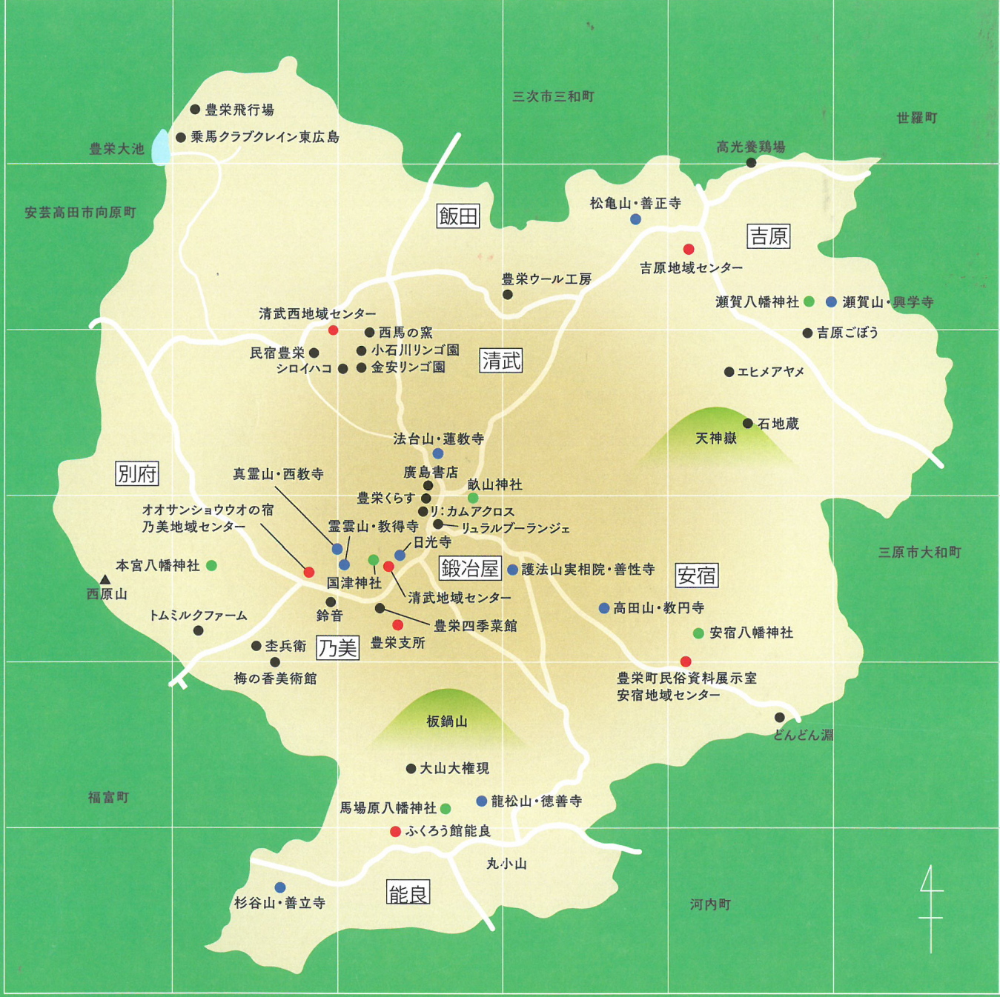 三次市三和町
豊栄飛行場
世羅町
乗馬クラブクレイン東広島
豊栄大池
高光養鶏場
安芸高田市向原町
松亀山・善正寺
飯田
吉原
吉原地域センター
豊栄ウール工房
瀬賀八幡神社
瀬賀山・興学寺
清武西地域センター
西馬の窯
吉原ごぼう
民宿豊栄
小石川リンゴ園
シロイハコ
金安リンゴ園
清武
エヒメアヤメ
石地蔵
天神嶽
法台山・蓮教寺
別府
真霊山・西教寺
廣島書店
畝山神社
豊栄くらす
オオサンショウウオの宿
乃美地域センター
リ:カムアクロス
霊雲山・教得寺
リュラルブーランジェ
日光寺
三原市大和町
本宮八幡神社
鍛冶屋
護法山実相院・善性寺
安宿
国津神社
西原山
清武地域センター
トムミルクファーム
鈴音
高田山・教円寺
豊栄四季菜館
安宿八幡神社
豊栄支所
杢兵衛
乃美
梅の香美術館
豊栄町民俗資料展示室
安宿地域センター
板鍋山
どんどん淵
大山大権現
福富町
馬場原八幡神社
龍松山・徳善寺
ふくろう館能良
丸小山
能良
杉谷山・善立寺
河内町